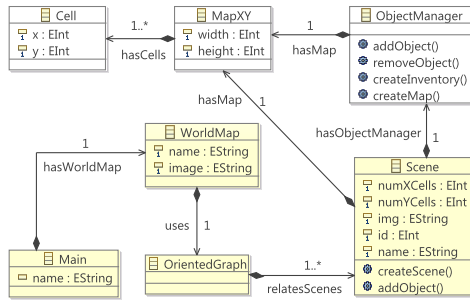 Cell
x : EInt
y : EInt
1..*
hasCells
MapXY
width : EInt
height : EInt
1
hasMap
ObjectManager
addObject()
removeObject()
createInventory()
createMap()
hasMap
1
hasObjectManager
1
WorldMap
name : EString
image : EString
1
hasWorldMap
Scene
numXCells : EInt
numYCells : EInt
img : EString
id : EInt
name : EString
createScene()
addObject()
uses
1
Main
name : EString
OrientedGraph
1..*
relatesScenes